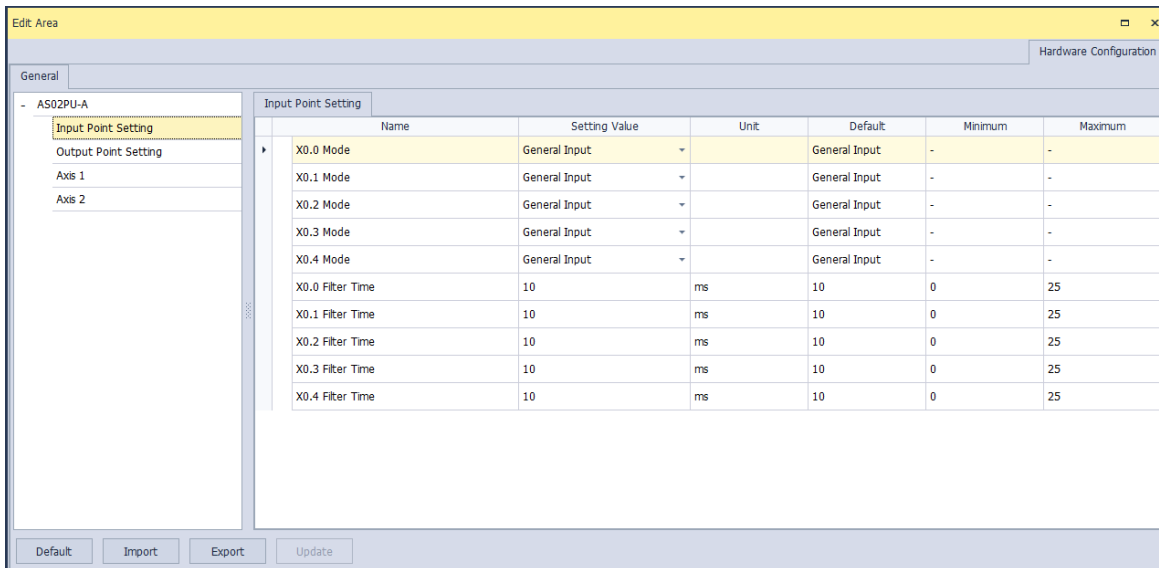 Edit Area
Hardware Configuration
General
- AS02PU-A
Input Point Setting
Output Point Setting
Axis 1
Axis 2
Input Point Setting
Name Setting Value Unit Default Minimum Maximum
X0.0 Mode General Input General Input - -
X0.1 Mode General Input General Input - -
X0.2 Mode General Input General Input - -
X0.3 Mode General Input General Input - -
X0.4 Mode General Input General Input - -
X0.0 Filter Time 10 ms 10 0 25
X0.1 Filter Time 10 ms 10 0 25
X0.2 Filter Time 10 ms 10 0 25
X0.3 Filter Time 10 ms 10 0 25
X0.4 Filter Time 10 ms 10 0 25
Default Import Export Update